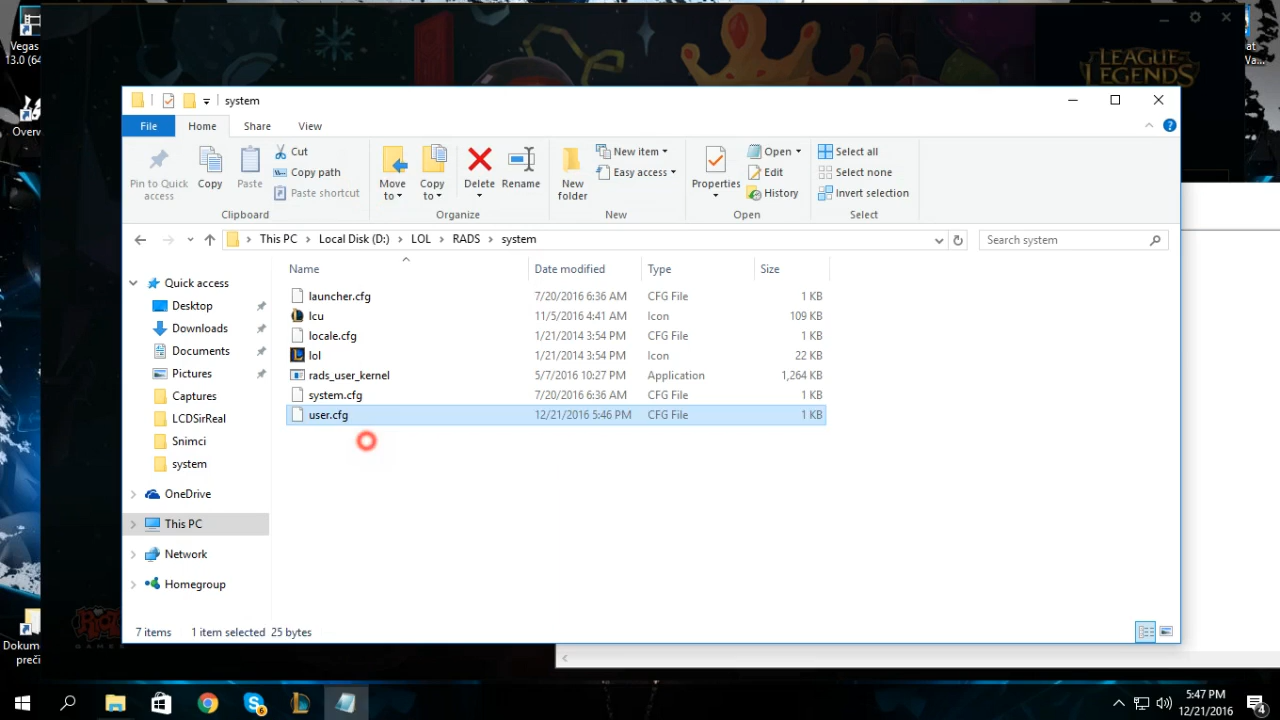 Vegas
13.0 (64
Overw
Dokum
preči
LEAGUE
LEGENDS
system
File Home Share View
Pin to Quick
access
Copy
Paste
Cut
Copy path
Paste shortcut
Clipboard
Move
to
Copy
to
Delete
Rename
Organize
New
folder
New item
Easy access
New
Properties
Open
Edit
History
Open
Select all
Select none
Invert selection
Select
This PC > Local Disk (D:) > LOL > RADS > system
Search system
Quick access
Desktop
Downloads
Documents
Pictures
Captures
LCDSirReal
Snimci
system
OneDrive
This PC
Network
Homegroup
Name Date modified Type Size
launcher.cfg 7/20/2016 6:36 AM CFG File 1 KB
lcu 11/5/2016 4:41 AM Icon 109 KB
locale.cfg 1/21/2014 3:54 PM CFG File 1 KB
lol 1/21/2014 3:54 PM Icon 22 KB
rads_user_kernel 5/7/2016 10:27 PM Application 1,264 KB
system.cfg 7/20/2016 6:36 AM CFG File 1 KB
user.cfg 12/21/2016 5:46 PM CFG File 1 KB
7 items 1 item selected 25 bytes
GAMES
6
5:47 PM
12/21/2016
4